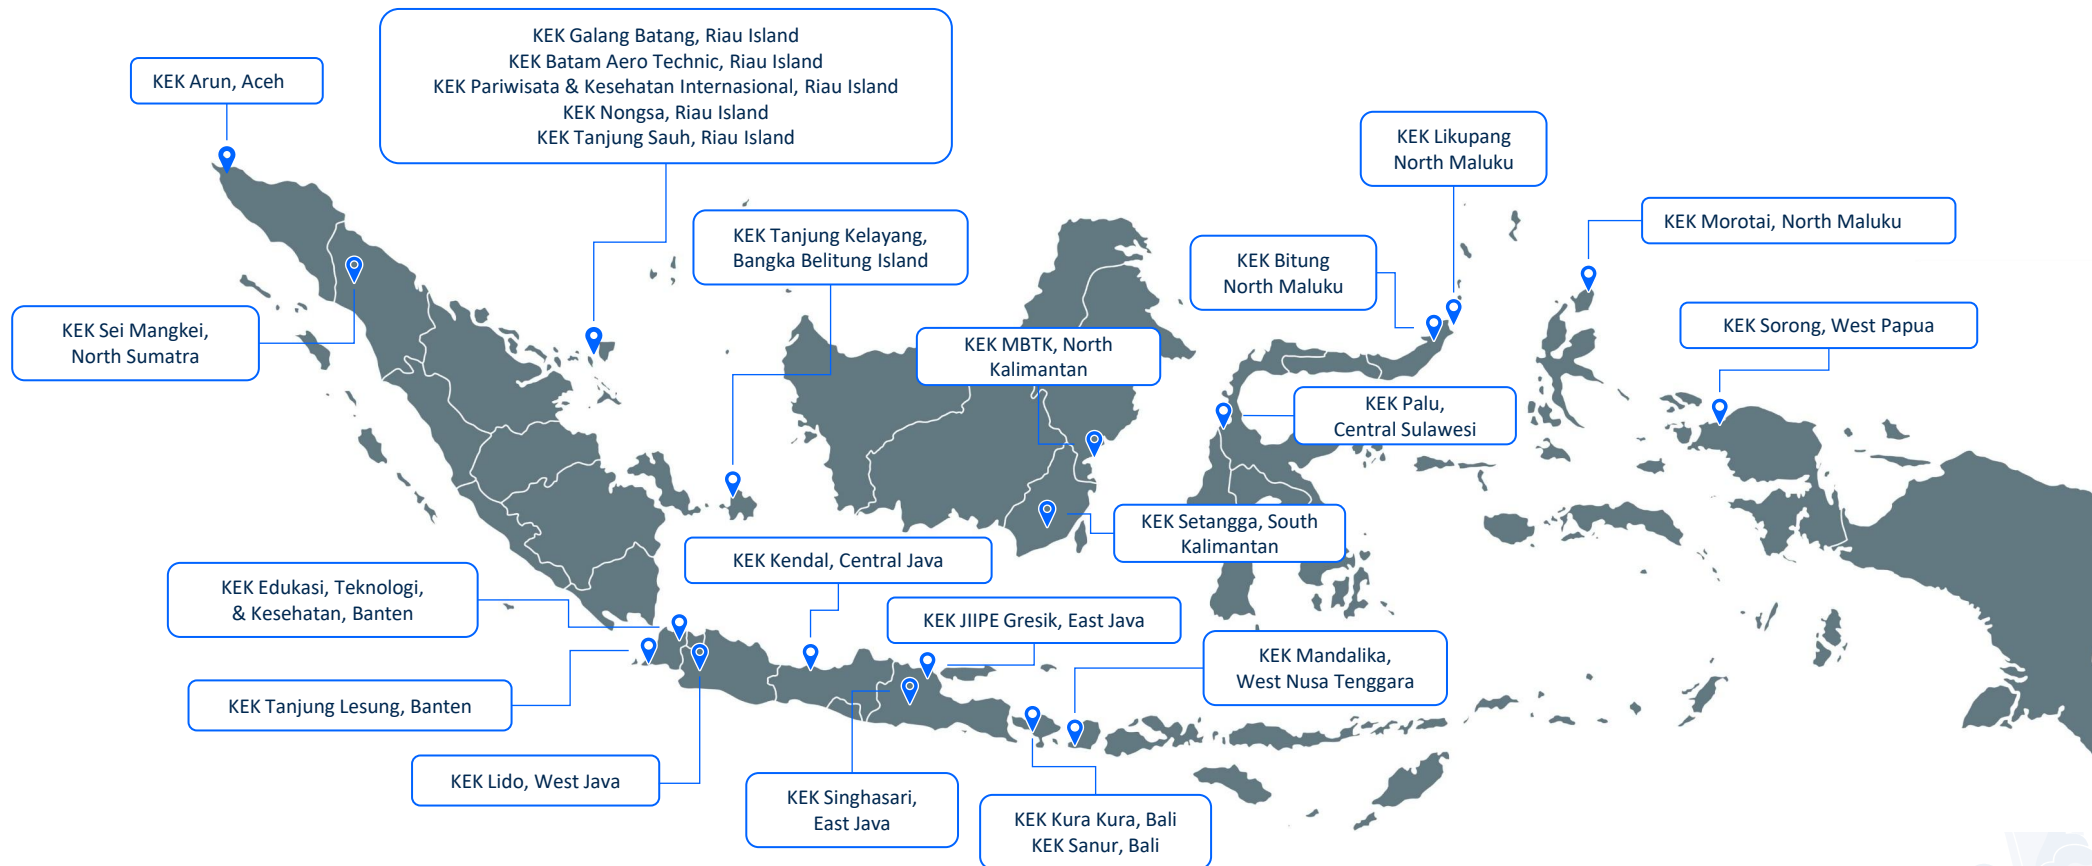 KEK Galang Batang, Riau Island
KEK Batam Aero Technic, Riau Island
KEK Pariwisata & Kesehatan Internasional, Riau Island
KEK Nongsa, Riau Island
KEK Tanjung Sauh, Riau Island
KEK Arun, Aceh
KEK Likupang
North Maluku
KEK Morotai, North Maluku
KEK Tanjung Kelayang,
Bangka Belitung Island
KEK Bitung
North Maluku
KEK Sei Mangkei,
North Sumatra
KEK MBTK, North
Kalimantan
KEK Sorong, West Papua
KEK Palu,
Central Sulawesi
KEK Setangga, South
Kalimantan
KEK Kendal, Central Java
KEK Edukasi, Teknologi,
& Kesehatan, Banten
KEK JIIPE Gresik, East Java
KEK Mandalika,
West Nusa Tenggara
KEK Tanjung Lesung, Banten
KEK Lido, West Java
KEK Singhasari,
East Java
KEK Kura Kura, Bali
KEK Sanur, Bali